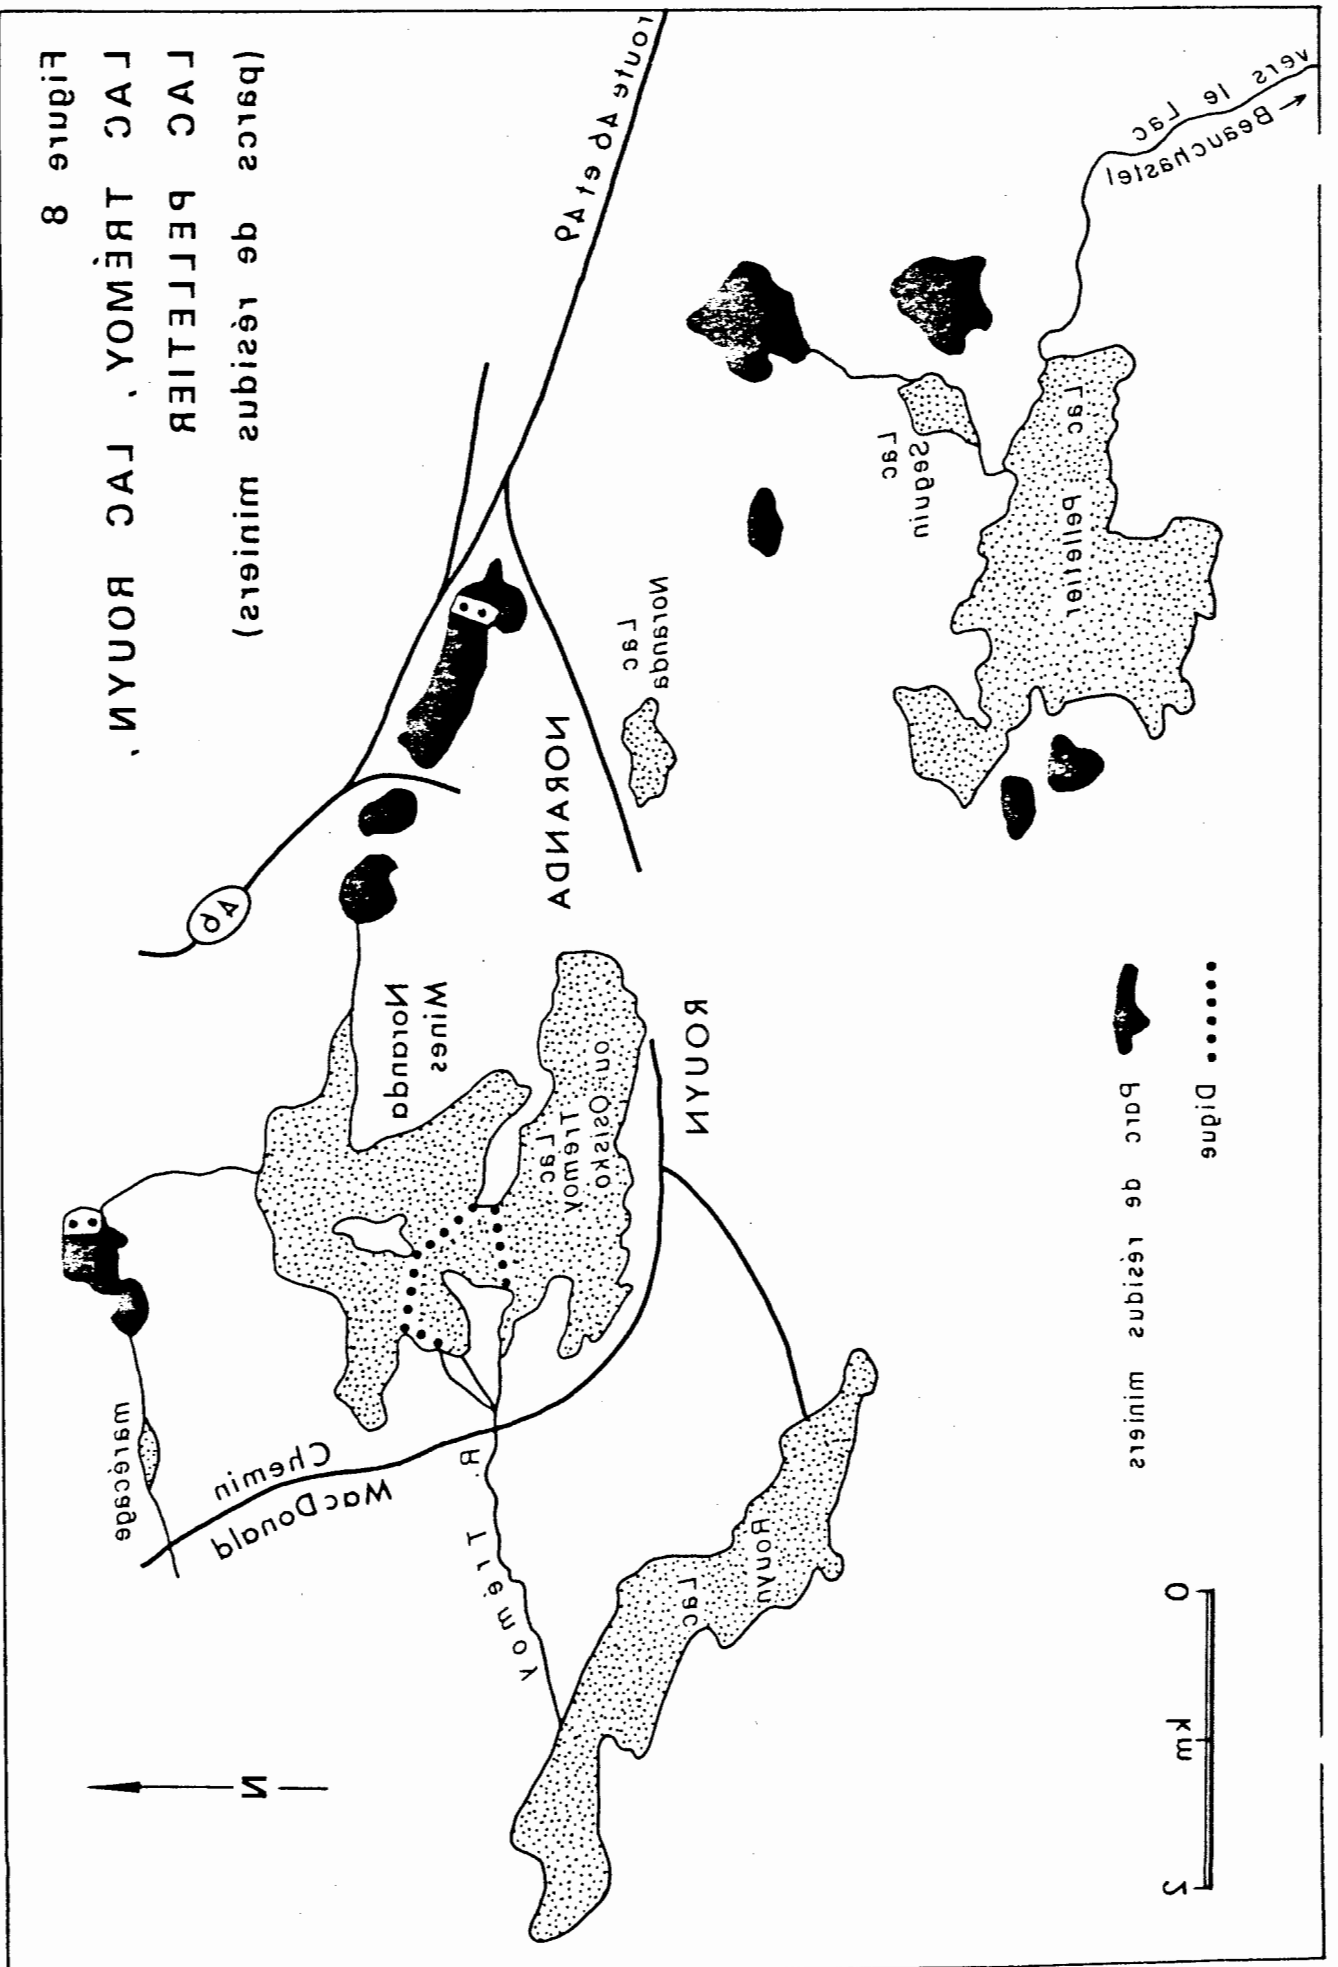 vers le Lac
Beauchastel
route 46 et 49
Lac Pelletier
Lac
Seguin
Lac
Noranda
NORANDA
46
Mines
Noranda
ROUYN
Lac
Tremoy
ou Osisko
marécage
Chemin
MacDonald
R. Trémoy
Lac
Rouyn
Digue
parc de résidus miniers
0 km 2
N
Figure 8
LAC TRÉMOY, LAC ROUYN,
LAC PELLETIER
(parcs de résidus miniers)